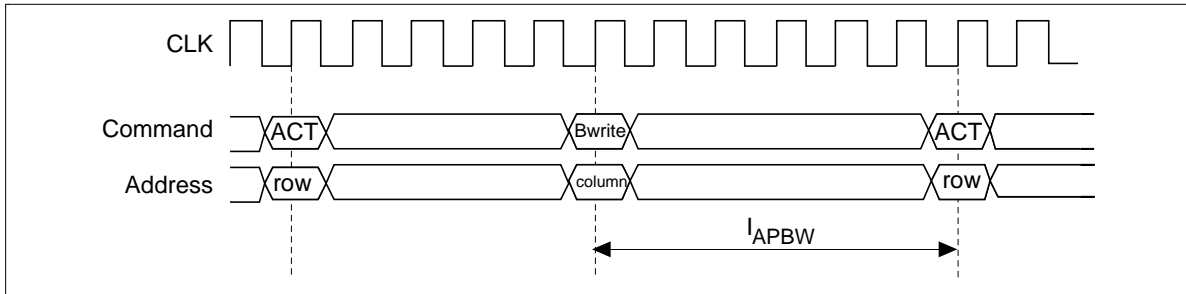 CLK
Command ACT Bwrite ACT
Address row column row
IAPBW